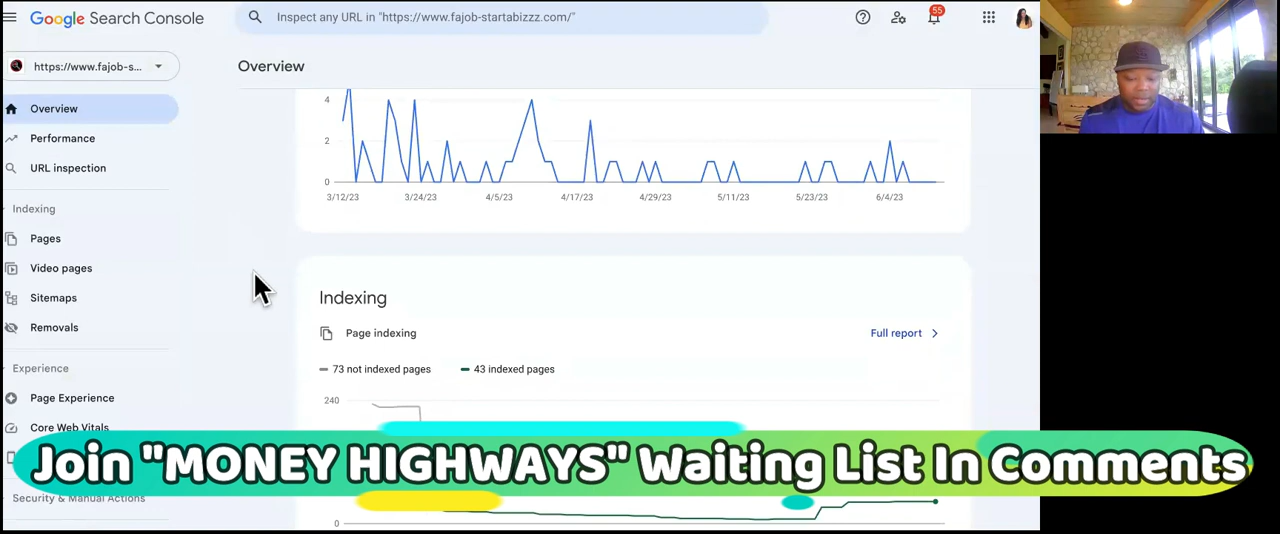 Google Search Console
Inspect any URL in "https://www.fajob-startabizzz.com/"
55
https://www.fajob-s...
Overview
Overview
Performance
URL inspection
Indexing
Pages
Video pages
Sitemaps
Removals
Experience
Page Experience
Core Web Vitals
Security & Manual Actions
4
2
0
3/12/23 3/24/23 4/5/23 4/17/23 4/29/23 5/11/23 5/23/23 6/4/23
Indexing
Page indexing
Full report
73 not indexed pages 43 indexed pages
240
0
Join "MONEY HIGHWAYS" Waiting List In Comments